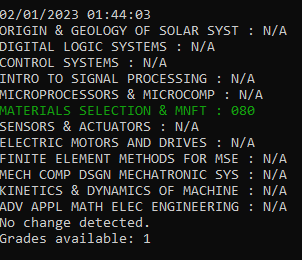 02/01/2023 01:44:03
ORIGIN & GEOLOGY OF SOLAR SYST : N/A
DIGITAL LOGIC SYSTEMS : N/A
CONTROL SYSTEMS : N/A
INTRO TO SIGNAL PROCESSING : N/A
MICROPROCESSORS & MICROCOMP : N/A
MATERIALS SELECTION & MNFT : 080
SENSORS & ACTUATORS : N/A
ELECTRIC MOTORS AND DRIVES : N/A
FINITE ELEMENT METHODS FOR MSE : N/A
MECH COMP DSGN MECHATRONIC SYS : N/A
KINETICS & DYNAMICS OF MACHINE : N/A
ADV APPL MATH ELEC ENGINEERING : N/A
No change detected.
Grades available: 1